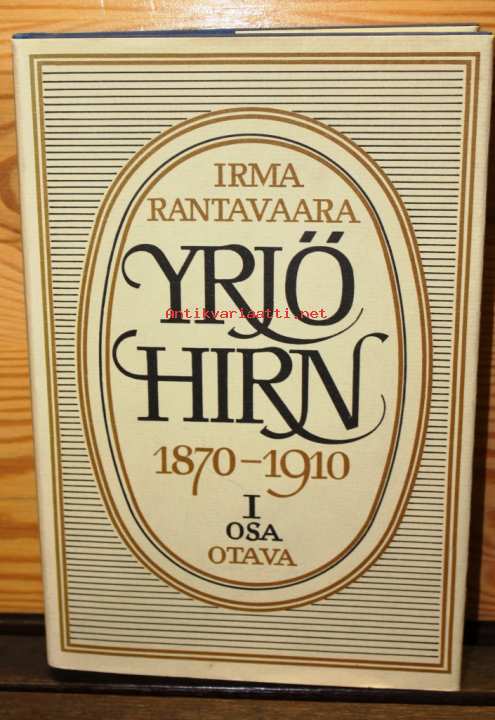 IRMA
RANTAVAARA
YRJÖ
Antikvariaatti.net
HIRN
1870–1910
I
OSA
OTAVA